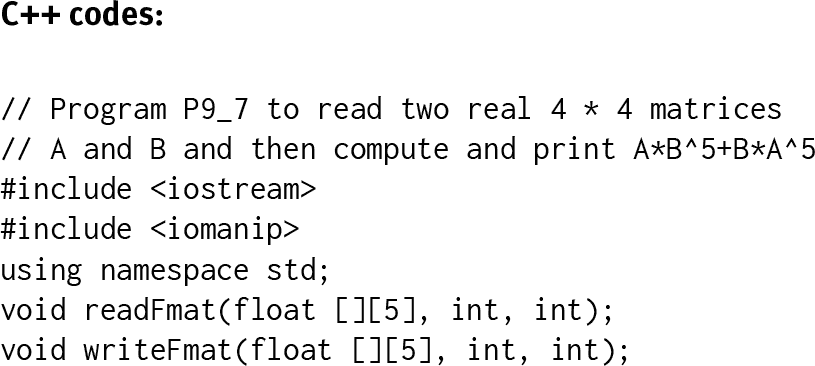 C++ codes:
// Program P9_7 to read two real 4 * 4 matrices
// A and B and then compute and print A*B^5+B*A^5
#include <iostream>
#include <iomanip>
using namespace std;
void readFmat(float [][5], int, int);
void writeFmat(float [][5], int, int);